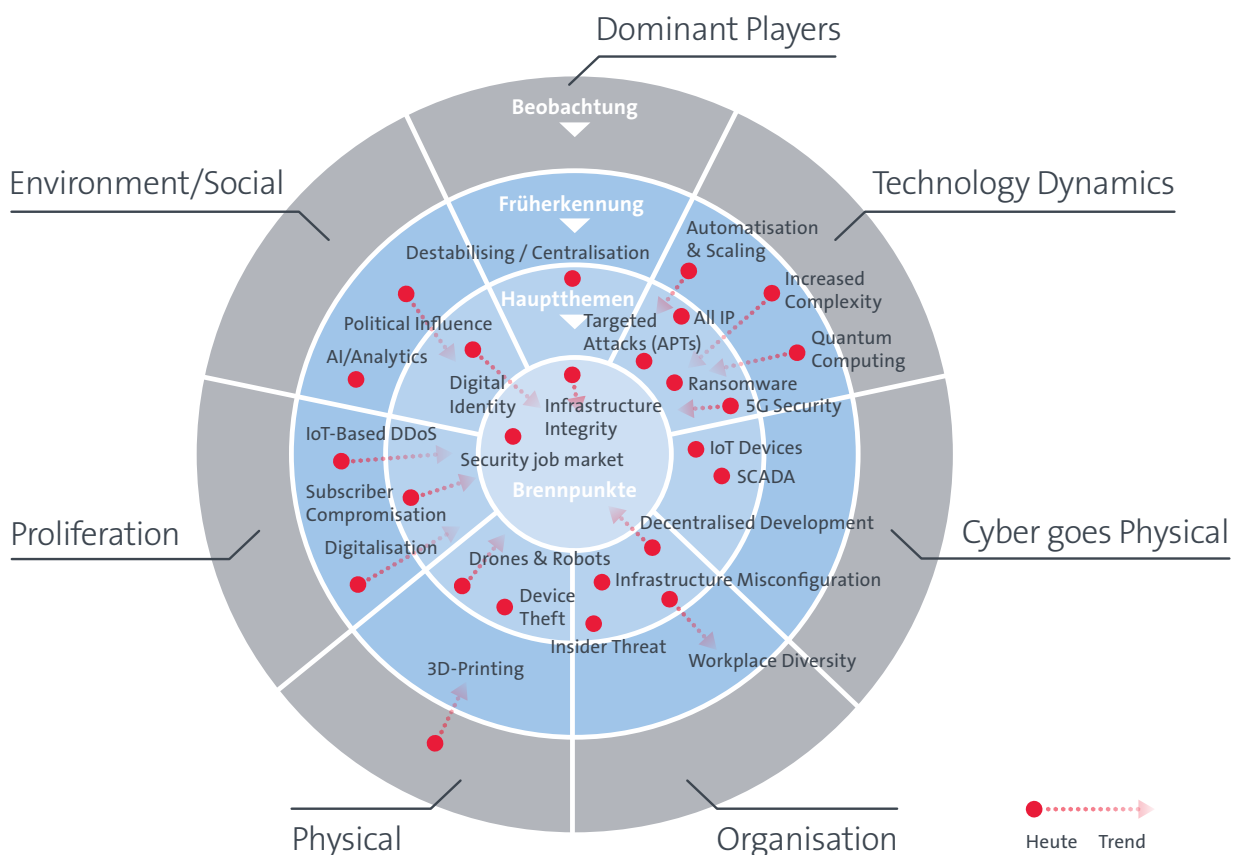 Dominant Players
Beobachtung
Environment/Social
Technology Dynamics
Früherkennung
Automatisation
& Scaling
Destabilising / Centralisation
Increased
Complexity
Hauptthemen
Political Influence
Targeted
Attacks (APTs)
All IP
Quantum
Computing
AI/Analytics
Digital
Identity
Ransomware
5G Security
Infrastructure
Integrity
IoT-Based DDoS
IoT Devices
Security job market
SCADA
Brennpunkte
Subscriber
Compromisation
Decentralised Development
Proliferation
Cyber goes Physical
Digitalisation
Drones & Robots
Infrastructure Misconfiguration
Device
Theft
Insider Threat
Workplace Diversity
3D-Printing
Physical
Organisation
Heute
Trend